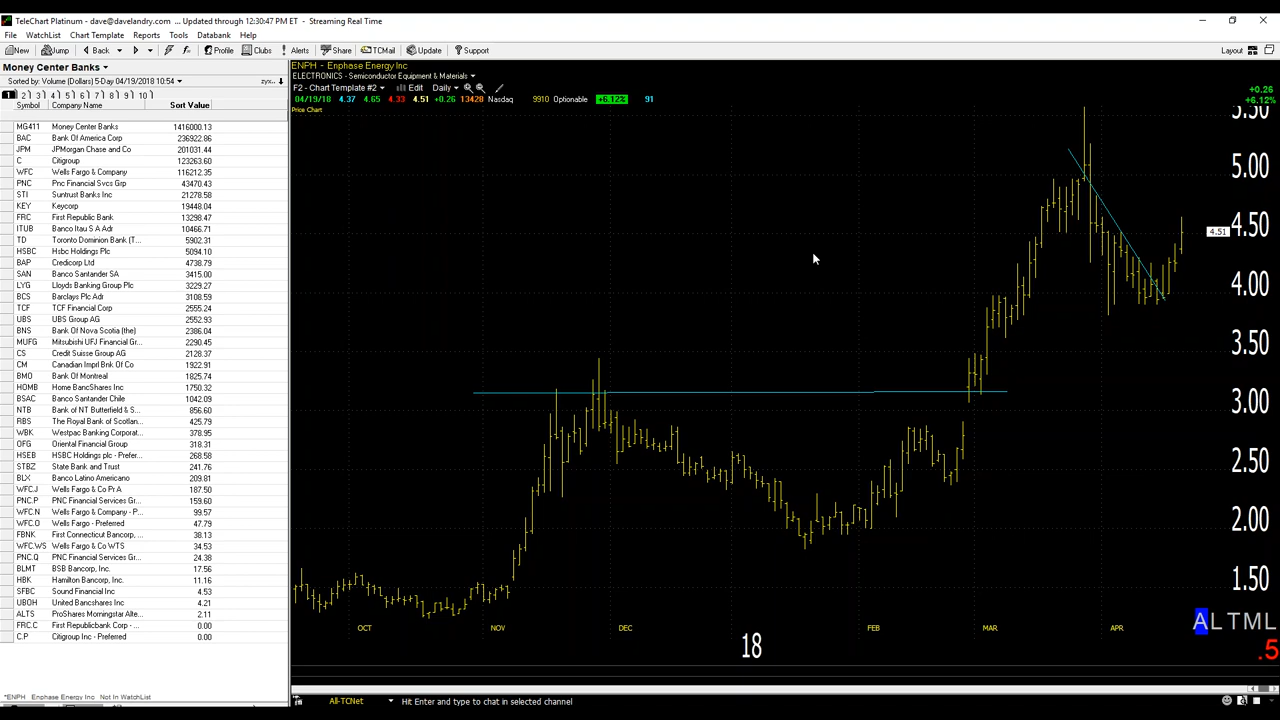 TeleChart Platinum - dave@davelandry.com ... Updated through 12:30:47 PM ET - Streaming Real Time
File WatchList Chart Template Reports Tools Databank Help
New Jump Back Profile Clubs Alerts Share TCMail Update Support Layout
Money Center Banks
Sorted by: Volume (Dollars) 5-Day 04/19/2018 10:54
1 2 3 4 5 6 7 8 9 10
Symbol Company Name Sort Value
MG411 Money Center Banks 1416000.13
BAC Bank Of America Corp 236922.86
JPM JPMorgan Chase and Co 201031.44
C Citigroup 123263.60
WFC Wells Fargo & Company 116212.35
PNC Pnc Financial Svcs Grp 43470.43
STI Suntrust Banks Inc 21278.58
KEY Keycorp 19448.04
FRC First Republic Bank 13298.47
ITUB Banco Itau S A Adr 10466.71
TD Toronto Dominion Bank (T... 5902.31
HSBC Hsbc Holdings Plc 5094.10
BAP Credicorp Ltd 4738.79
SAN Banco Santander SA 3415.00
LYG Lloyds Banking Group Plc 3229.27
BCS Barclays Plc Adr 3108.59
TCF TCF Financial Corp 2555.24
UBS UBS Group AG 2552.93
BNS Bank Of Nova Scotia (the) 2386.04
MUFG Mitsubishi UFJ Financial Gr... 2290.45
CS Credit Suisse Group AG 2128.37
CM Canadian Imprl Bnk Of Co 1922.91
BMO Bank Of Montreal 1825.74
HOMB Home BancShares Inc 1750.32
BSAC Banco Santander Chile 1042.09
NTB Bank of NT Butterfield & S... 856.60
RBS The Royal Bank of Scotlan... 425.79
WBK Westpac Banking Corporat... 378.95
OFG Oriental Financial Group 318.31
HSEB HSBC Holdings plc - Prefer... 268.58
STBZ State Bank and Trust 241.76
BLX Banco Latino Americano 209.81
WFC.J Wells Fargo & Co Pr A 187.50
PNC.P PNC Financial Services Gr... 159.60
WFC.N Wells Fargo & Company - P... 99.57
WFC.O Wells Fargo - Preferred 47.79
FBNK First Connecticut Bancorp, ... 38.13
WFC.WS Wells Fargo & Co WTS 34.53
PNC.Q PNC Financial Services Gr... 24.38
BLMT BSB Bancorp, Inc. 17.56
HBK Hamilton Bancorp, Inc. 11.16
SFBC Sound Financial Inc 4.53
UBOH United Bancshares Inc 4.21
ALTS ProShares Morningstar Alte... 2.11
FRC.C First Republicbank Corp - ... 0.00
C.P Citigroup Inc - Preferred 0.00
*ENPH Enphase Energy Inc Not In WatchList
ENPH - Enphase Energy Inc
ELECTRONICS - Semiconductor Equipment & Materials
F2 - Chart Template #2 Edit Daily
04/19/18 4.37 4.65 4.33 4.51 +0.26 13428 Nasdaq 9910 Optionable +6.12% 91
Price Chart
+0.26
+6.12%
5.50
5.00
4.50
4.51
4.00
3.50
3.00
2.50
2.00
1.50
OCT NOV DEC 18 FEB MAR APR
ALTML
.5
All-TCNet Hit Enter and type to chat in selected channel